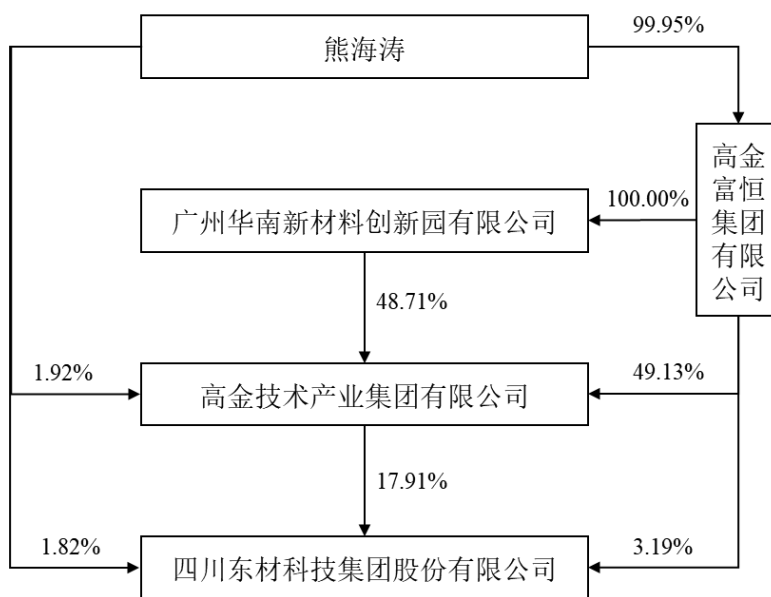 熊海涛
99.95%
高金
富恒
集团
有限
公司
100.00%
广州华南新材料创新园有限公司
48.71%
1.92%
高金技术产业集团有限公司
49.13%
17.91%
1.82%
四川东材科技集团股份有限公司
3.19%